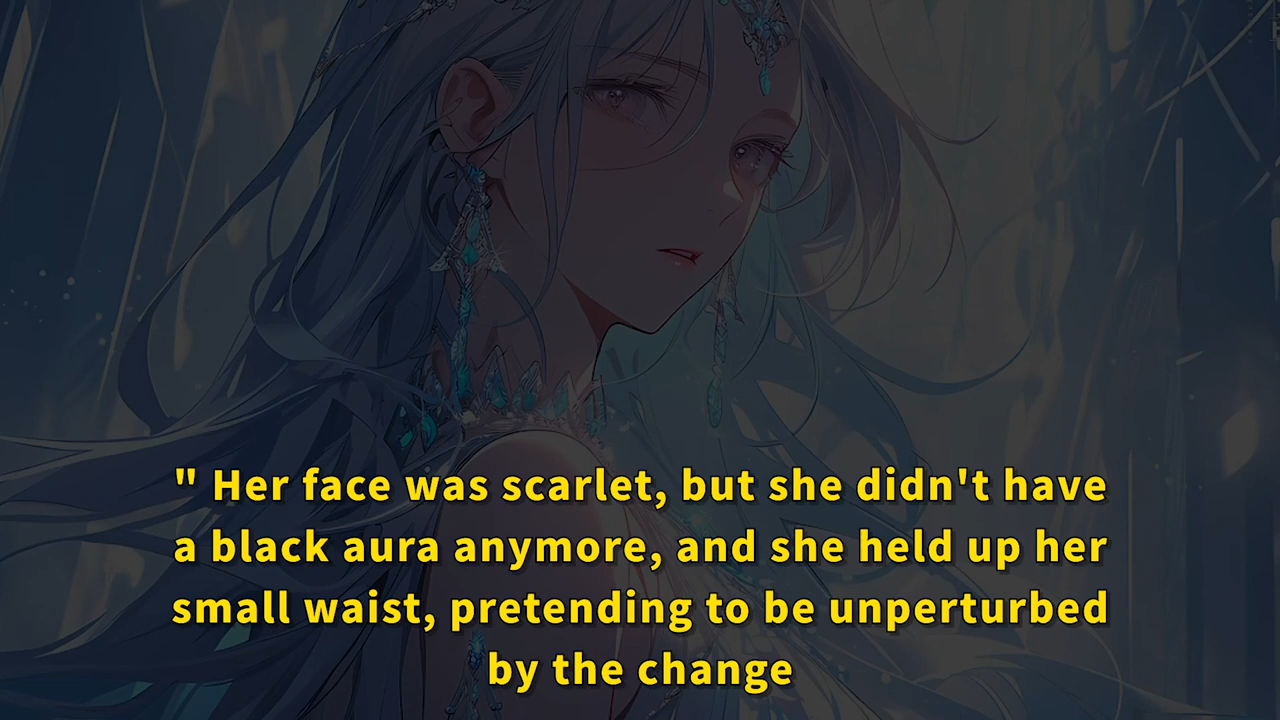 " Her face was scarlet, but she didn't have
a black aura anymore, and she held up her
small waist, pretending to be unperturbed
by the change